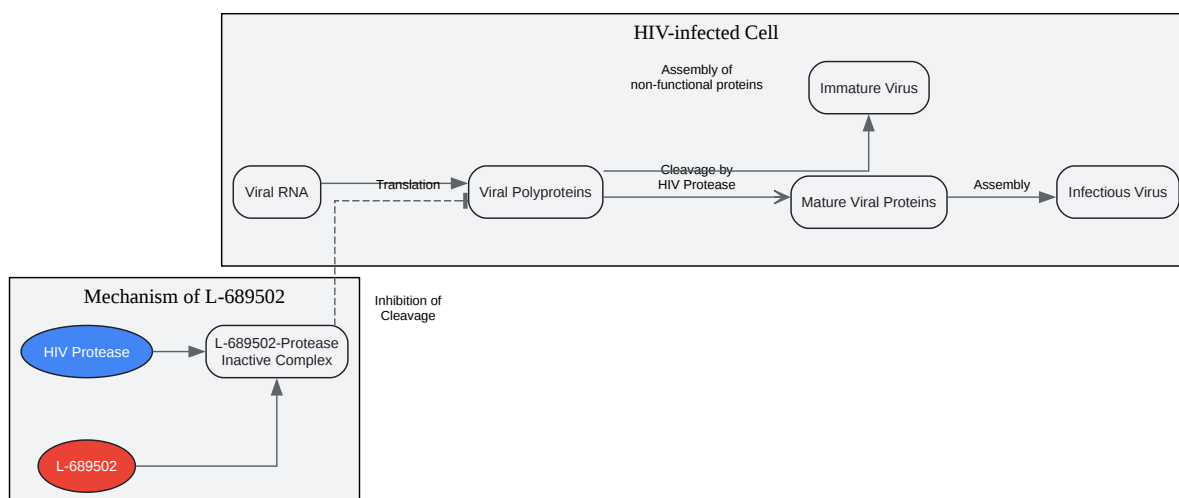 HIV-infected Cell
Assembly of
non-functional proteins
Immature Virus
Viral RNA
Translation
Viral Polyproteins
Cleavage by
HIV Protease
Mature Viral Proteins
Assembly
Infectious Virus
Mechanism of L-689502
Inhibition of
Cleavage
HIV Protease
L-689502-Protease
Inactive Complex
L-689502